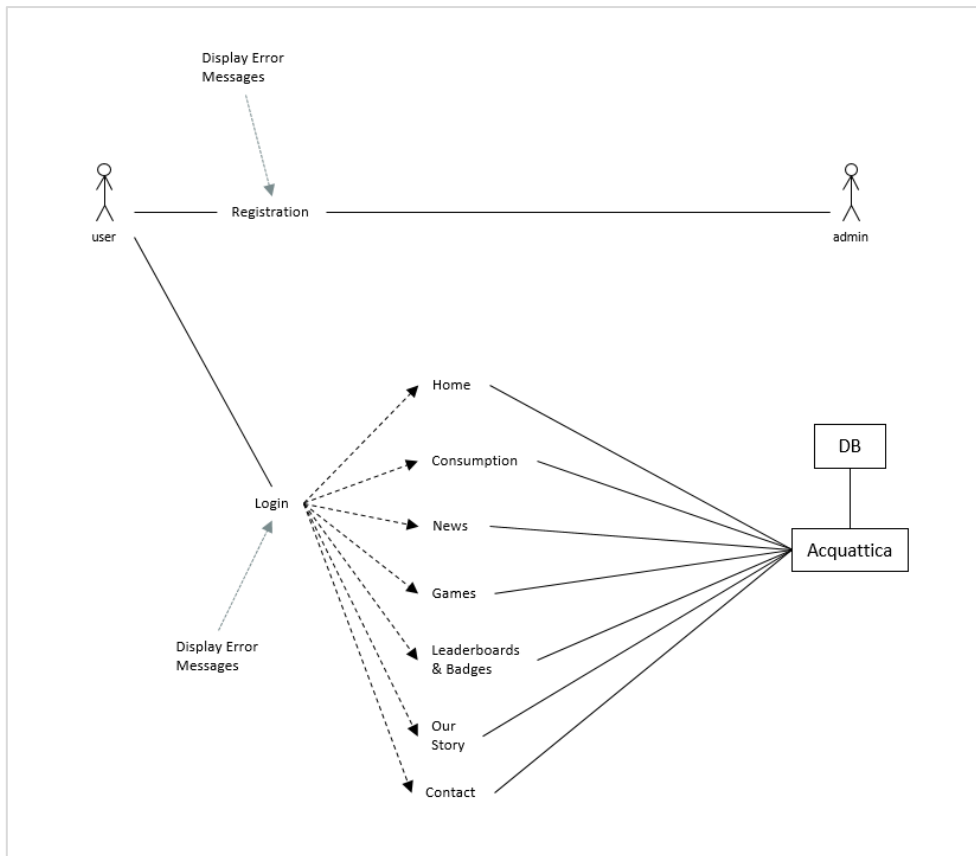 Display Error
Messages
Registration
user
admin
Home
DB
Consumption
Login
News
Acquattica
Games
Display Error
Messages
Leaderboards
& Badges
Our
Story
Contact